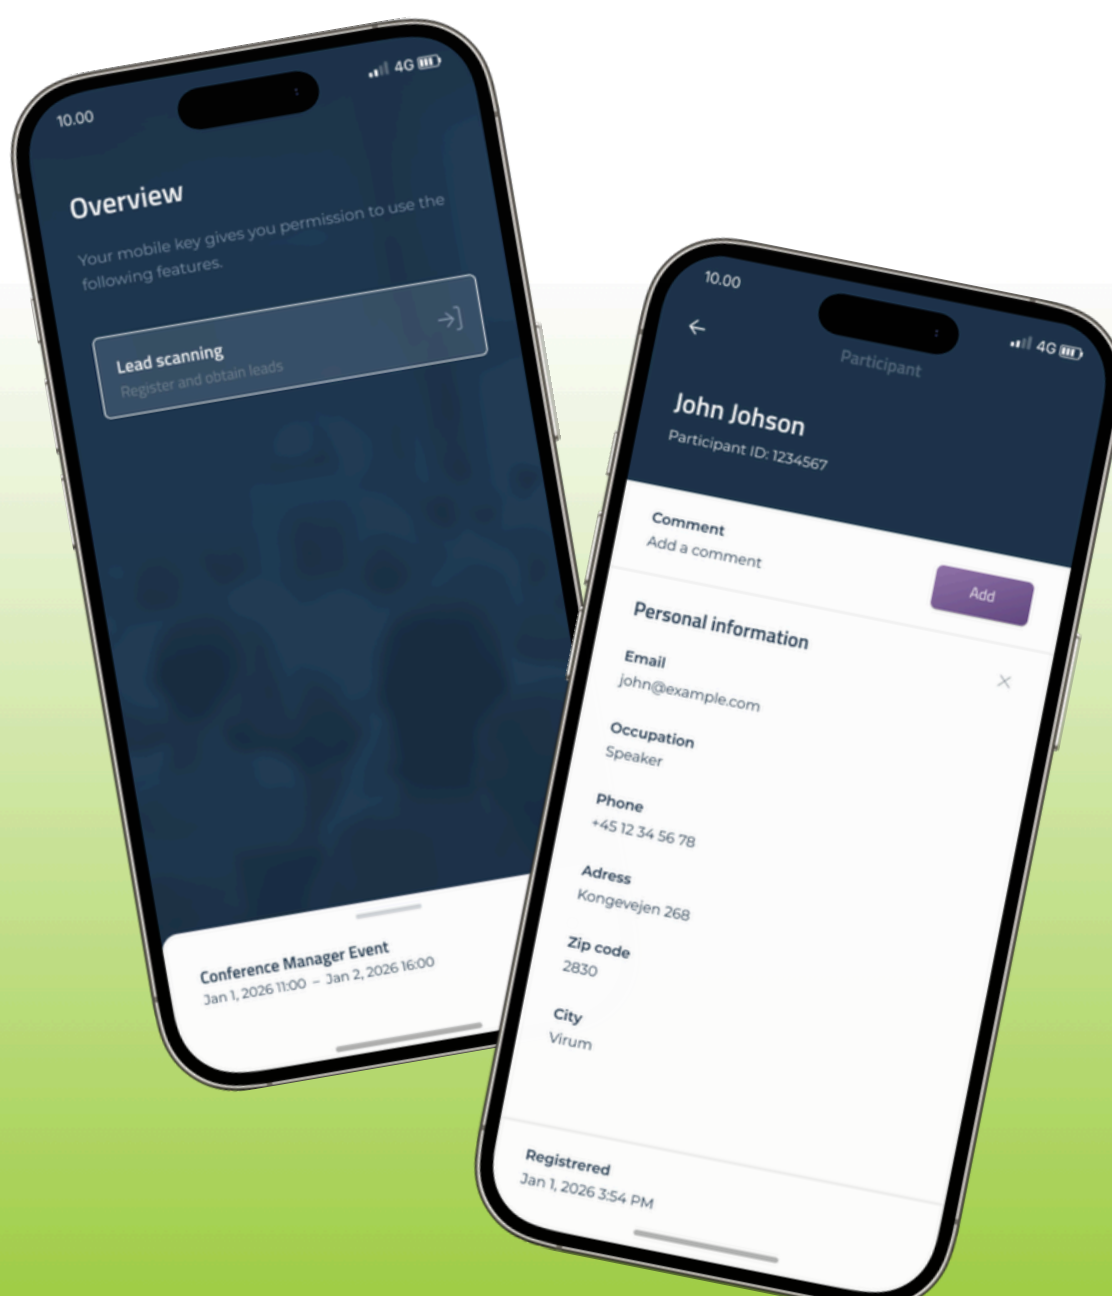 10.00
4G
Overview
Your mobile key gives you permission to use the
following features.
Lead scanning
Register and obtain leads
Conference Manager Event
Jan 1, 2026 11:00 – Jan 2, 2026 16:00
10.00
4G
Participant
John Johson
Participant ID: 1234567
Comment
Add a comment
Add
Personal information
Email
john@example.com
Occupation
Speaker
Phone
+45 12 34 56 78
Adress
Kongevejen 268
Zip code
2830
City
Virum
Registrered
Jan 1, 2026 3:54 PM